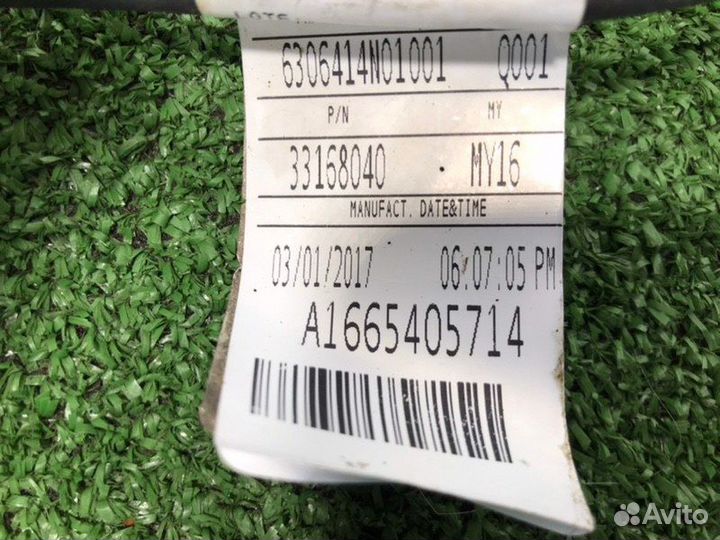 6306414N01001 Q001
P/N MY
33168040 MY16
MANUFACT. DATE&TIME
03/01/2017 06:07:05 PM
A1665405714
Avito